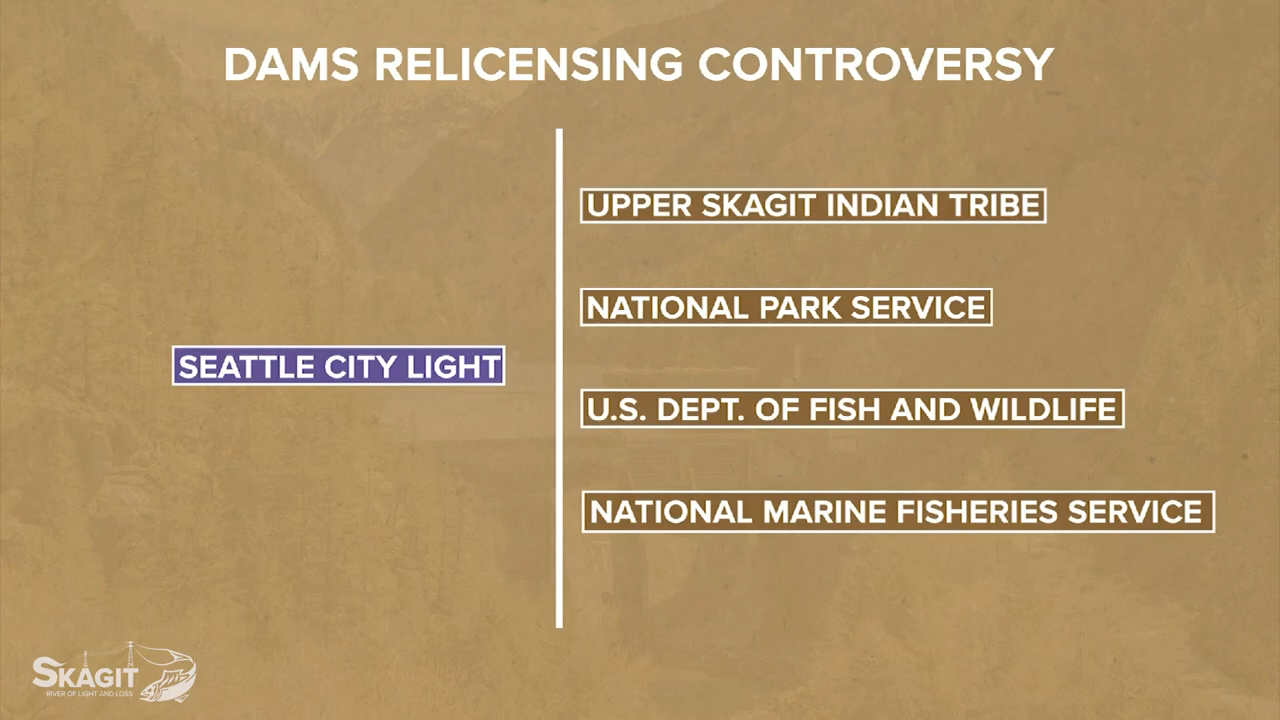 DAMS RELICENSING CONTROVERSY
SEATTLE CITY LIGHT
UPPER SKAGIT INDIAN TRIBE
NATIONAL PARK SERVICE
U.S. DEPT. OF FISH AND WILDLIFE
NATIONAL MARINE FISHERIES SERVICE
SKAGIT
RIVER OF LIGHT AND LOSS